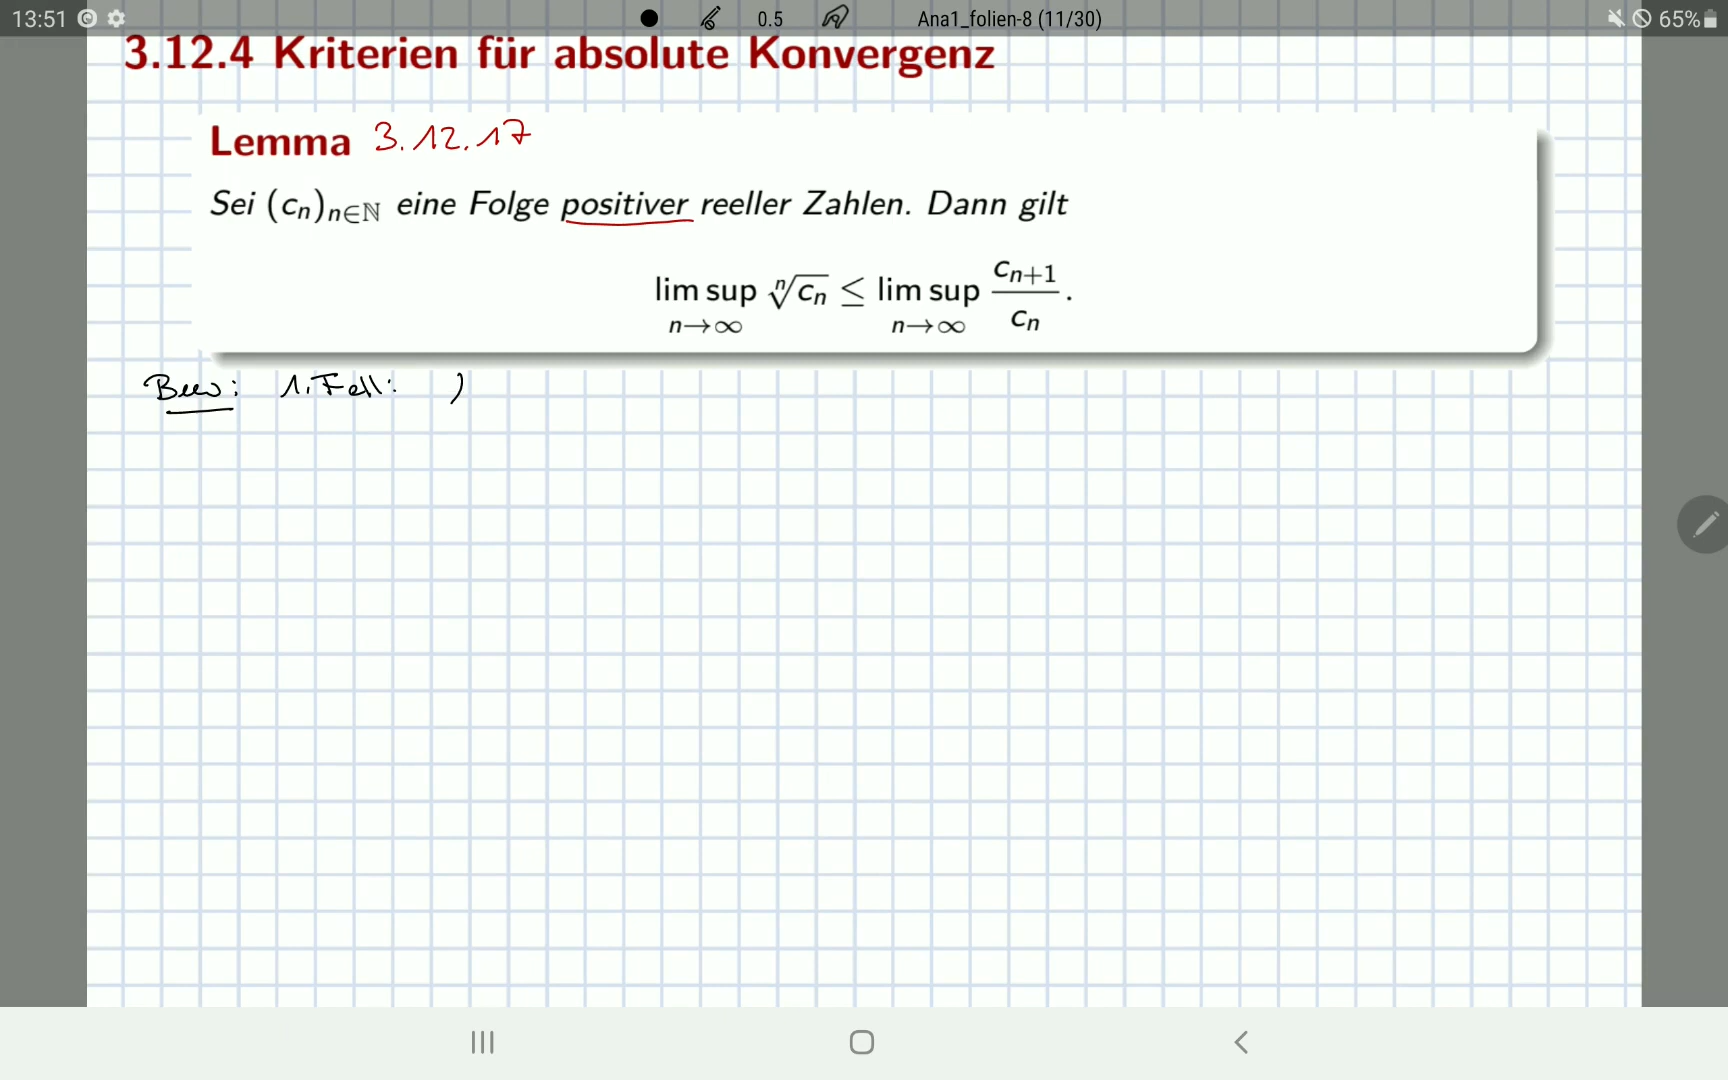 13:51 0.5 Ana1_folien-8 (11/30) 65%
3.12.4 Kriterien für absolute Konvergenz
Lemma 3.12.17
Sei (cₙ)ₙ∈ℕ eine Folge positiver reeller Zahlen. Dann gilt
lim sup n→∞ ⁿ√cₙ ≤ lim sup n→∞ cₙ₊₁/cₙ.
Bew: 1. Fall: )